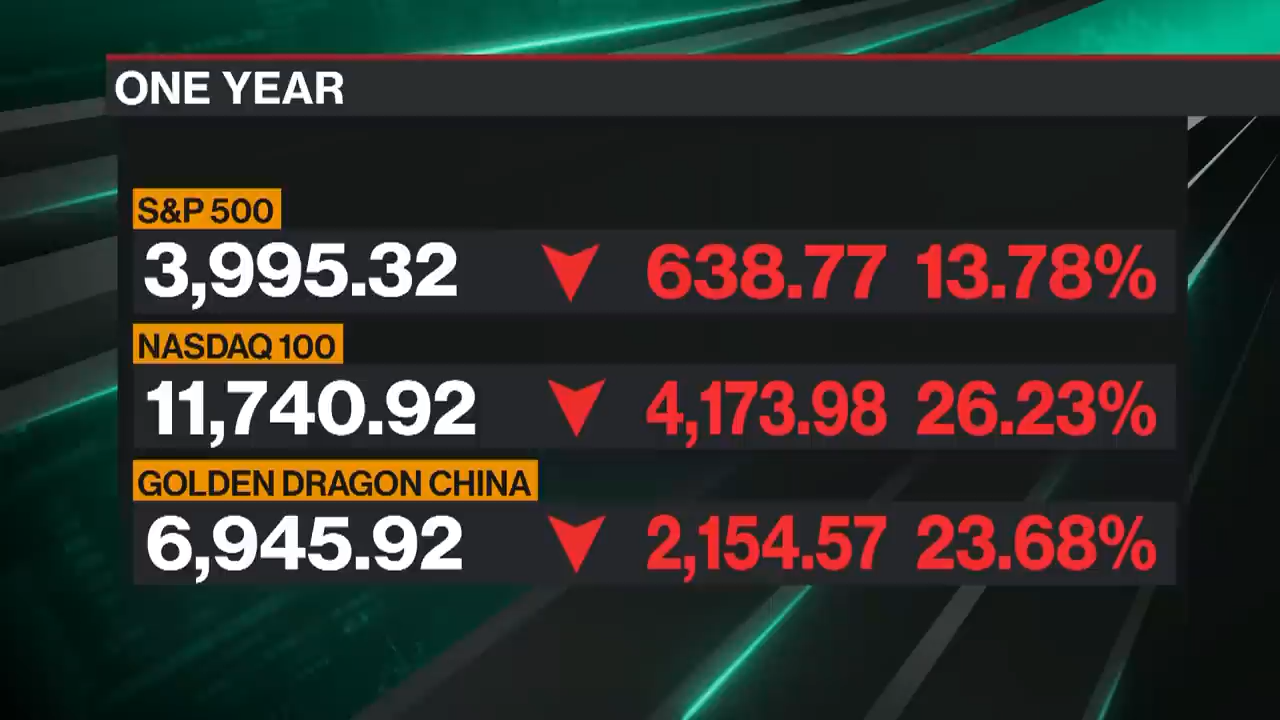 ONE YEAR
S&P 500
3,995.32 638.77 13.78%
NASDAQ 100
11,740.92 4,173.98 26.23%
GOLDEN DRAGON CHINA
6,945.92 2,154.57 23.68%